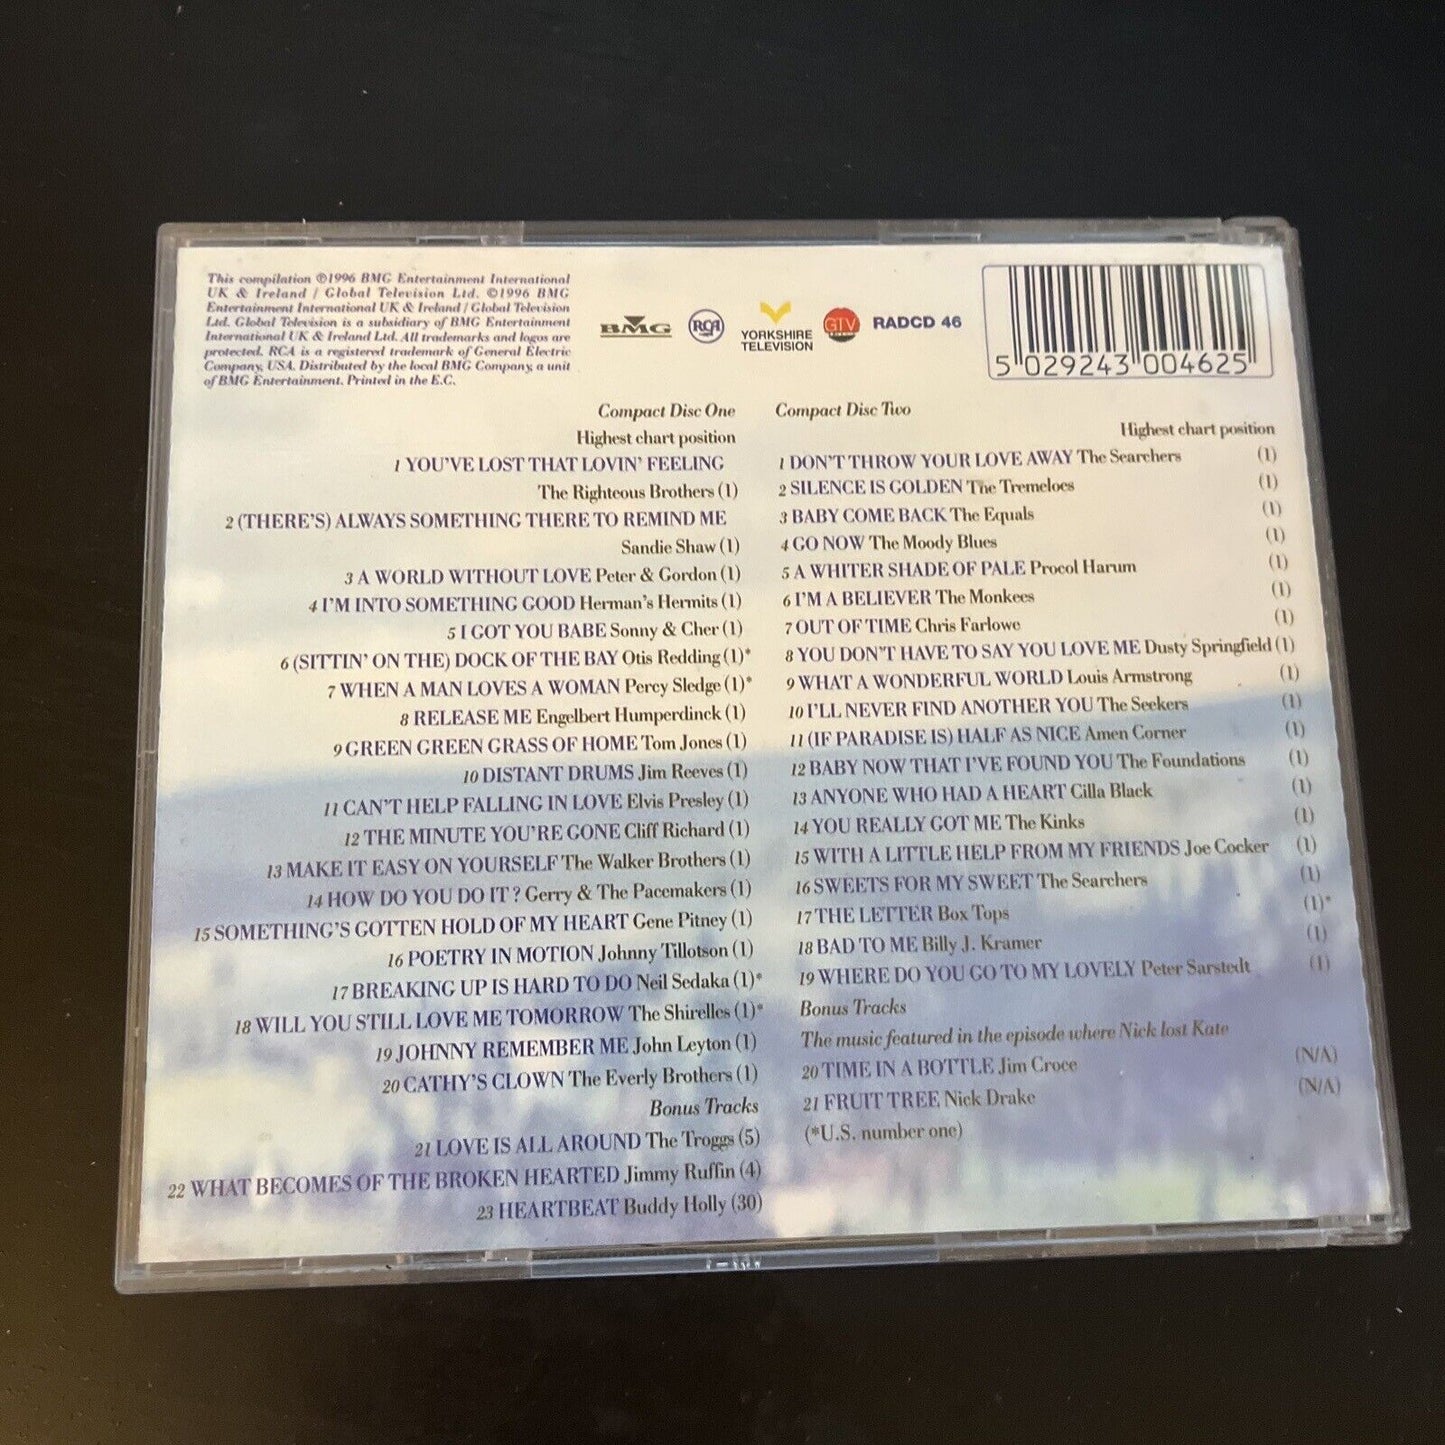 This compilation ℗1996 BMG Entertainment International
UK & Ireland / Global Television Ltd. ©1996 BMG
Entertainment International UK & Ireland / Global Television
Ltd. Global Television is a subsidiary of BMG Entertainment
International UK & Ireland Ltd. All trademarks and logos are
protected. RCA is a registered trademark of General Electric
Company, USA. Distributed by the local BMG Company, a unit
of BMG Entertainment. Printed in the E.C.
BMG
RCA
YORKSHIRE
TELEVISION
GTV
RADCD 46
5 029243 004625
Compact Disc One
Highest chart position
1 YOU'VE LOST THAT LOVIN' FEELING
The Righteous Brothers (1)
2 (THERE'S) ALWAYS SOMETHING THERE TO REMIND ME
Sandie Shaw (1)
3 A WORLD WITHOUT LOVE Peter & Gordon (1)
4 I'M INTO SOMETHING GOOD Herman's Hermits (1)
5 I GOT YOU BABE Sonny & Cher (1)
6 (SITTIN' ON THE) DOCK OF THE BAY Otis Redding (1)*
7 WHEN A MAN LOVES A WOMAN Percy Sledge (1)*
8 RELEASE ME Engelbert Humperdinck (1)
9 GREEN GREEN GRASS OF HOME Tom Jones (1)
10 DISTANT DRUMS Jim Reeves (1)
11 CAN'T HELP FALLING IN LOVE Elvis Presley (1)
12 THE MINUTE YOU'RE GONE Cliff Richard (1)
13 MAKE IT EASY ON YOURSELF The Walker Brothers (1)
14 HOW DO YOU DO IT ? Gerry & The Pacemakers (1)
15 SOMETHING'S GOTTEN HOLD OF MY HEART Gene Pitney (1)
16 POETRY IN MOTION Johnny Tillotson (1)
17 BREAKING UP IS HARD TO DO Neil Sedaka (1)*
18 WILL YOU STILL LOVE ME TOMORROW The Shirelles (1)*
19 JOHNNY REMEMBER ME John Leyton (1)
20 CATHY'S CLOWN The Everly Brothers (1)
Bonus Tracks
21 LOVE IS ALL AROUND The Troggs (5)
22 WHAT BECOMES OF THE BROKEN HEARTED Jimmy Ruffin (4)
23 HEARTBEAT Buddy Holly (30)
Compact Disc Two
Highest chart position
1 DON'T THROW YOUR LOVE AWAY The Searchers (1)
2 SILENCE IS GOLDEN The Tremeloes (1)
3 BABY COME BACK The Equals (1)
4 GO NOW The Moody Blues (1)
5 A WHITER SHADE OF PALE Procol Harum (1)
6 I'M A BELIEVER The Monkees (1)
7 OUT OF TIME Chris Farlowe (1)
8 YOU DON'T HAVE TO SAY YOU LOVE ME Dusty Springfield (1)
9 WHAT A WONDERFUL WORLD Louis Armstrong (1)
10 I'LL NEVER FIND ANOTHER YOU The Seekers (1)
11 (IF PARADISE IS) HALF AS NICE Amen Corner (1)
12 BABY NOW THAT I'VE FOUND YOU The Foundations (1)
13 ANYONE WHO HAD A HEART Cilla Black (1)
14 YOU REALLY GOT ME The Kinks (1)
15 WITH A LITTLE HELP FROM MY FRIENDS Joe Cocker (1)
16 SWEETS FOR MY SWEET The Searchers (1)
17 THE LETTER Box Tops (1)*
18 BAD TO ME Billy J. Kramer (1)
19 WHERE DO YOU GO TO MY LOVELY Peter Sarstedt (1)
Bonus Tracks
The music featured in the episode where Nick lost Kate
20 TIME IN A BOTTLE Jim Croce (N/A)
21 FRUIT TREE Nick Drake (N/A)
(*U.S. number one)